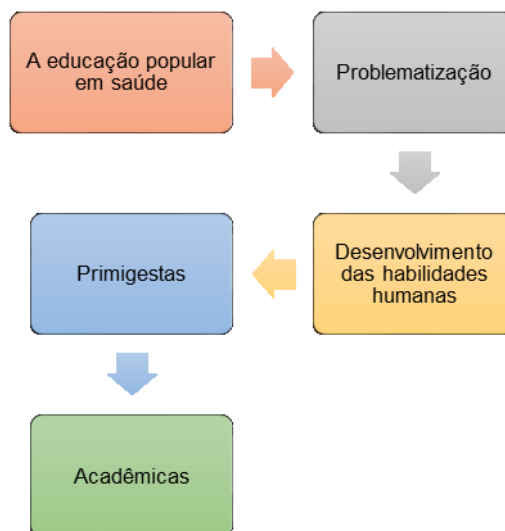 A educação popular
em saúde
Problematização
Desenvolvimento
das habilidades
humanas
Primigestas
Acadêmicas